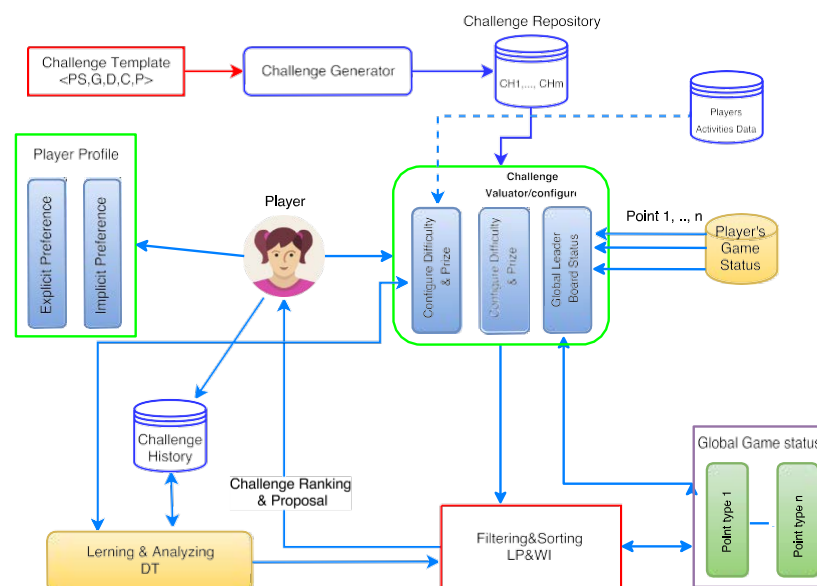 Challenge Repository
Challenge Template
<PS,G,D,C,P>
Challenge Generator
CH1,..., CHm
Players
Activities Data
Player Profile
Explicit Preference
Implicit Preference
Player
Challenge
Valuator/configure
Configure Difficulty
& Prize
Configure Difficulty
& Prize
Global Leader
Board Status
Point 1, .., n
Player's
Game
Status
Challenge
History
Challenge Ranking
& Proposal
Global Game status
Point type 1
Point type n
Lerning & Analyzing
DT
Filtering&Sorting
LP&WI